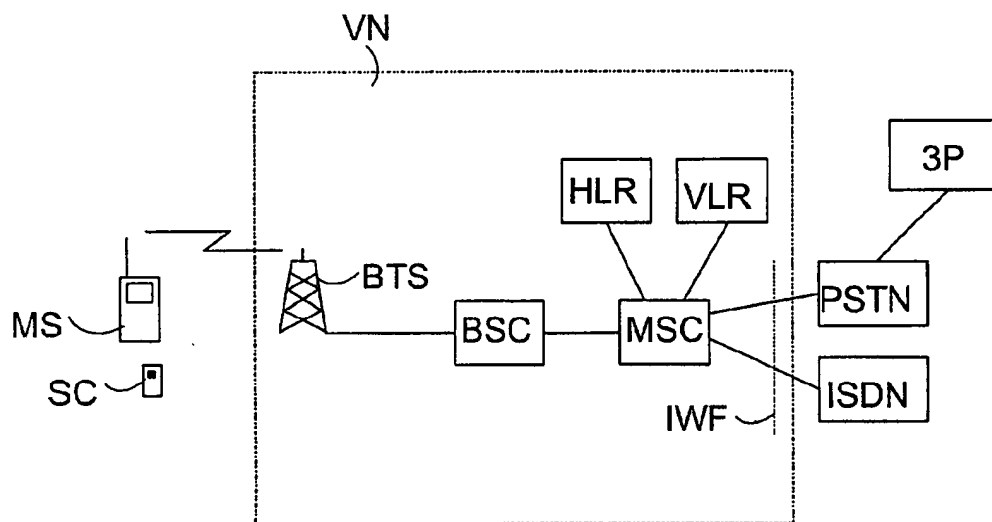 VN
3P
HLR
VLR
BTS
MS
BSC
MSC
PSTN
SC
IWF
ISDN